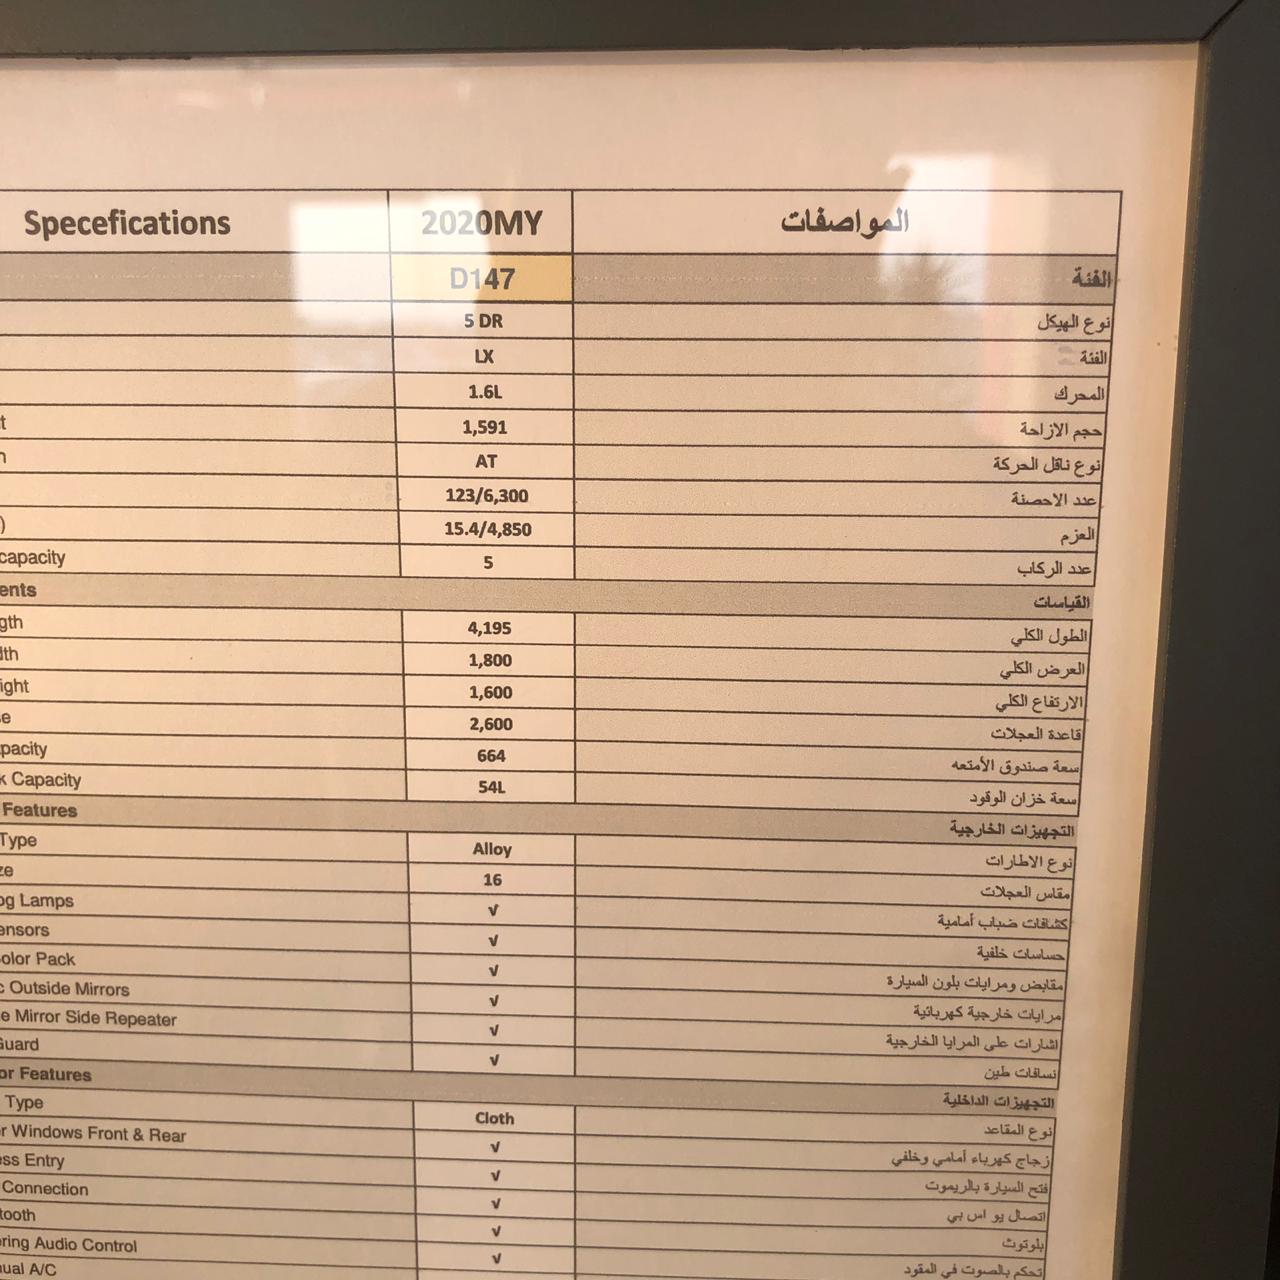 Specefications 2020MY المواصفات
D147 الفئة
5 DR نوع الهيكل
LX الفئة
1.6L المحرك
t 1,591 حجم الازاحة
n AT نوع ناقل الحركة
123/6,300 عدد الاحصنة
) 15.4/4,850 العزم
capacity 5 عدد الركاب
ents القياسات
gth 4,195 الطول الكلي
dth 1,800 العرض الكلي
ight 1,600 الارتفاع الكلي
se 2,600 قاعدة العجلات
pacity 664 سعة صندوق الأمتعه
k Capacity 54L سعة خزان الوقود
Features التجهيزات الخارجية
Type Alloy نوع الاطارات
ze 16 مقاس العجلات
og Lamps √ كشافات ضباب أمامية
ensors √ حساسات خلفية
olor Pack √ مقابض ومرايات بلون السيارة
c Outside Mirrors √ مرايات خارجية كهربائية
e Mirror Side Repeater √ اشارات على المرايا الخارجية
Guard √ نسافات طين
or Features التجهيزات الداخلية
Type Cloth نوع المقاعد
r Windows Front & Rear √ زجاج كهرباء أمامي وخلفي
ess Entry √ فتح السيارة بالريموت
Connection √ اتصال يو اس بي
tooth √ بلوتوث
ering Audio Control √ تحكم بالصوت في المقود
nual A/C